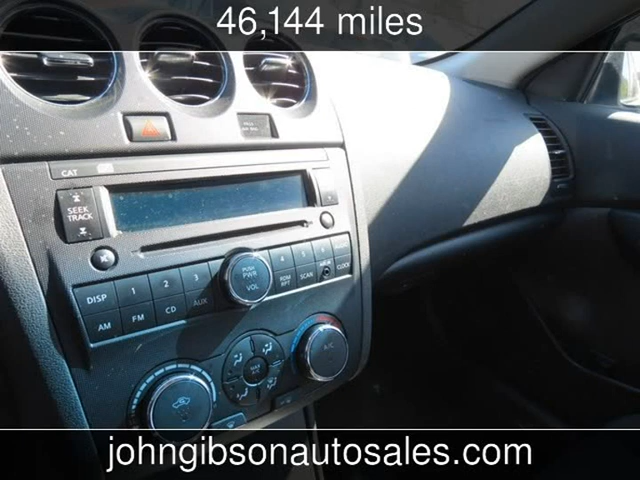 46,144 miles
CAT
SEEK
TRACK
PUSH
PWR
VOL
DISP 1 2 3 4 5 6
RDM
RPT SCAN AUX CLOCK
AM FM CD AUX
A/C
johngibsonautosales.com